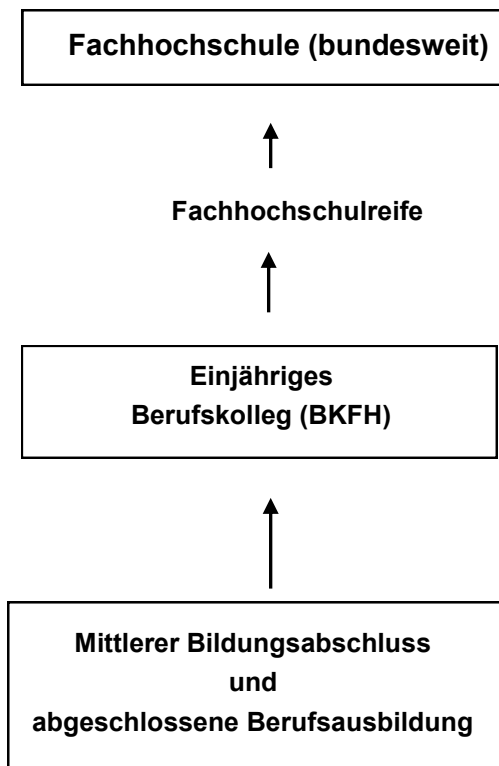 Fachhochschule (bundesweit)
Fachhochschulreife
Einjähriges
Berufskolleg (BKFH)
Mittlerer Bildungsabschluss
und
abgeschlossene Berufsausbildung